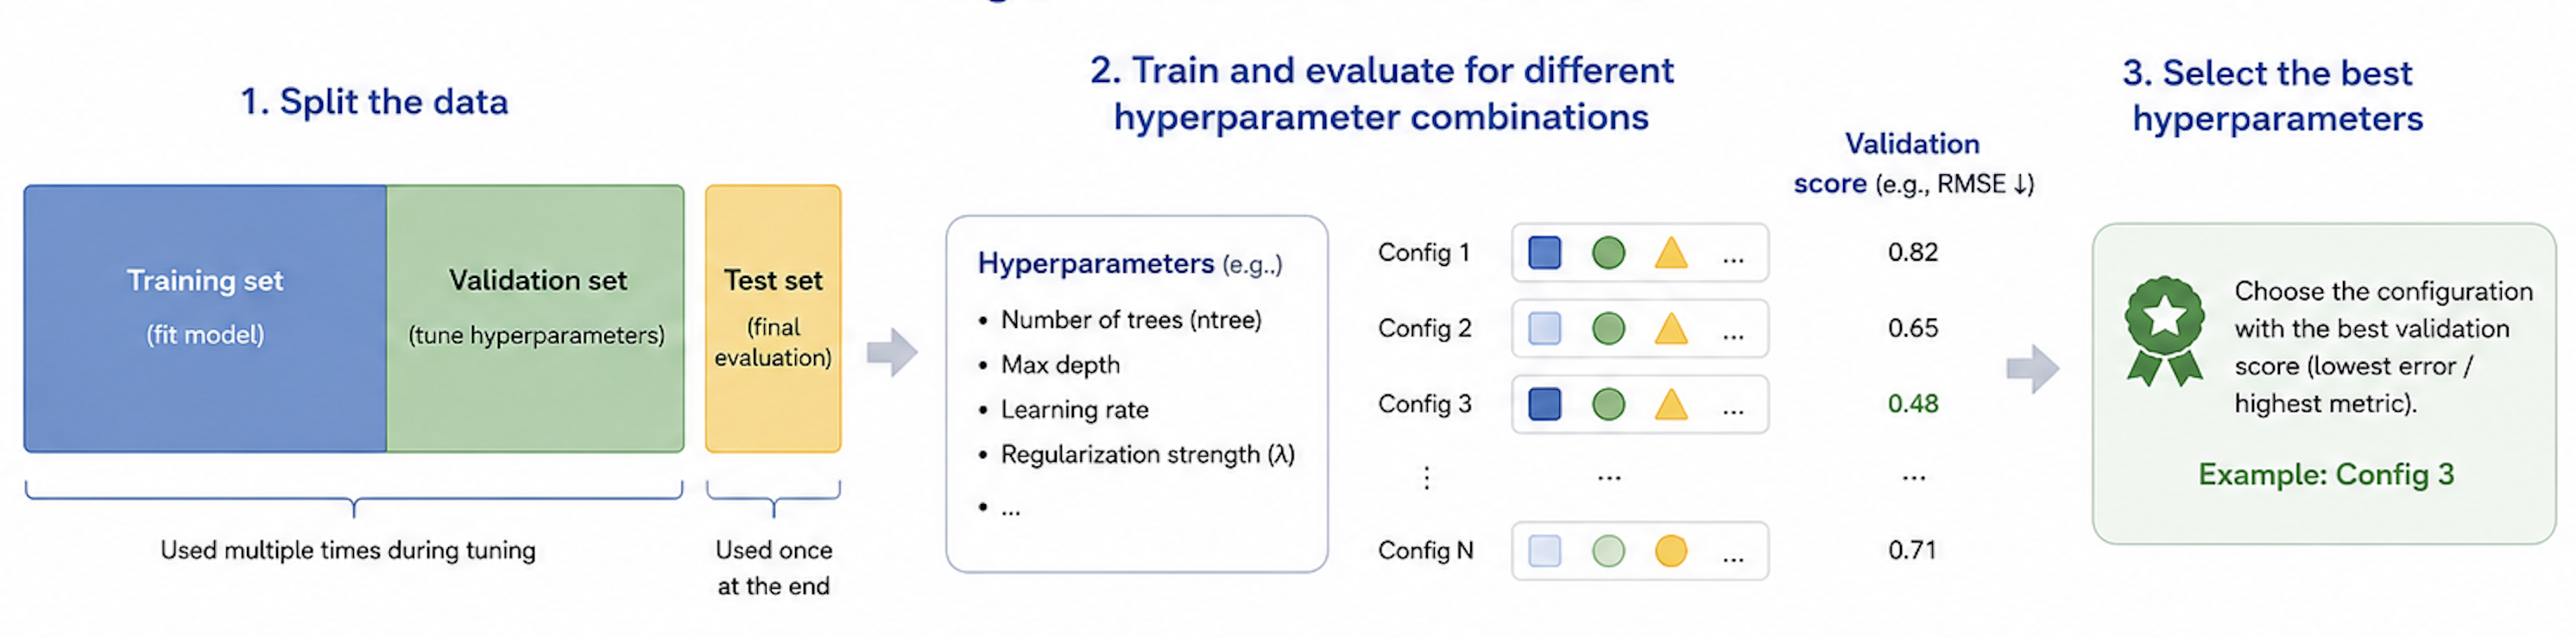 1. Split the data
Training set
(fit model)
Validation set
(tune hyperparameters)
Test set
(final
evaluation)
Used multiple times during tuning
Used once
at the end
2. Train and evaluate for different
hyperparameter combinations
Hyperparameters (e.g..)
• Number of trees (ntree)
• Max depth
• Learning rate
• Regularization strength (λ)
• ...
Validation
score (e.g., RMSE ↓)
Config 1 ... 0.82
Config 2 ... 0.65
Config 3 ... 0.48
⋮ ... ...
Config N ... 0.71
3. Select the best
hyperparameters
Choose the configuration
with the best validation
score (lowest error /
highest metric).
Example: Config 3